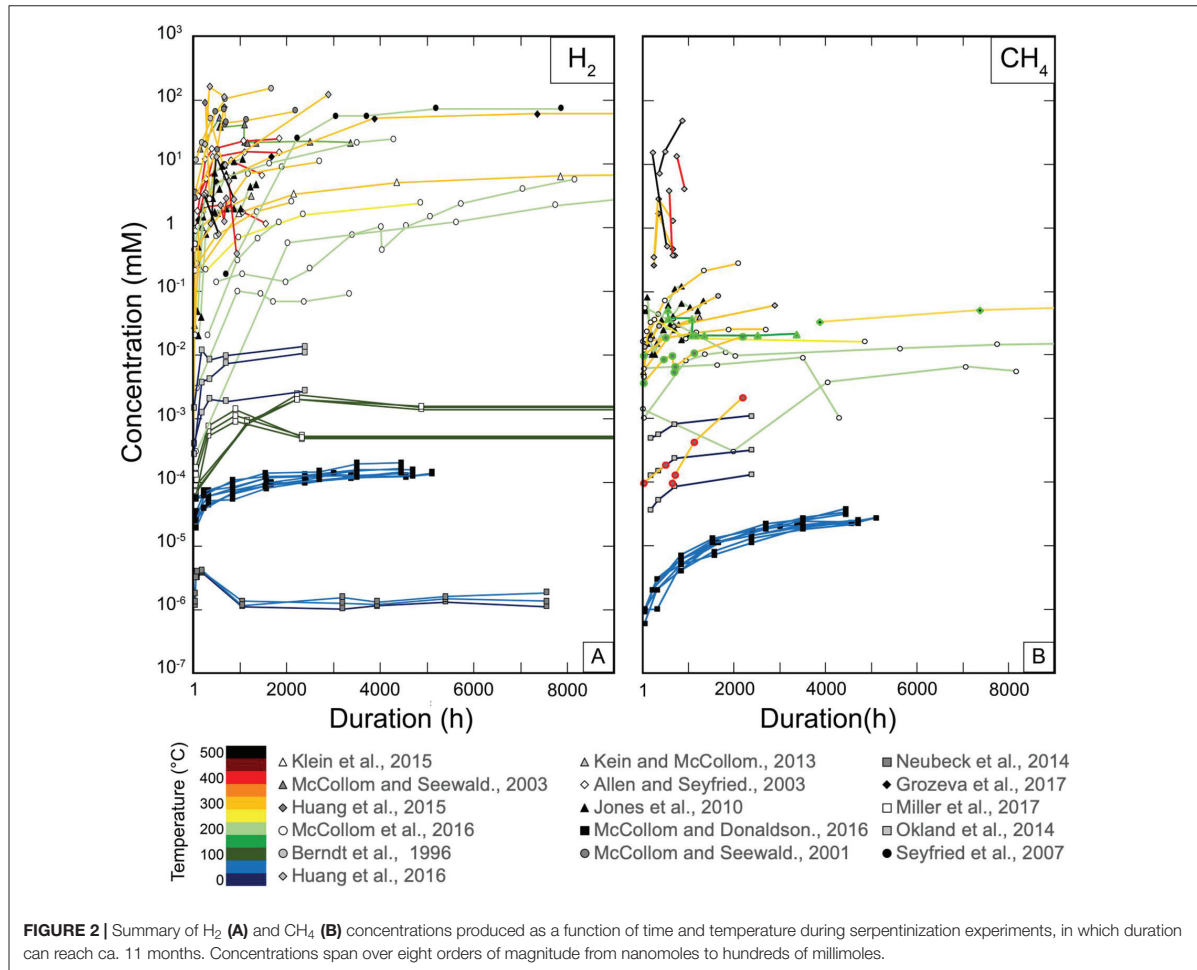 H2
CH4
10^3
10^2
10^1
1
10^-1
10^-2
10^-3
10^-4
10^-5
10^-6
10^-7
Concentration (mM)
A
B
1 2000 4000 6000 8000
1 2000 4000 6000 8000
Duration (h)
Duration(h)
Temperature (°C)
500
400
300
200
100
0
Klein et al., 2015
McCollom and Seewald., 2003
Huang et al., 2015
McCollom et al., 2016
Berndt et al., 1996
Huang et al., 2016
Kein and McCollom., 2013
Allen and Seyfried., 2003
Jones et al., 2010
McCollom and Donaldson., 2016
McCollom and Seewald., 2001
Neubeck et al., 2014
Grozeva et al., 2017
Miller et al., 2017
Okland et al., 2014
Seyfried et al., 2007
FIGURE 2 | Summary of H2 (A) and CH4 (B) concentrations produced as a function of time and temperature during serpentinization experiments, in which duration
can reach ca. 11 months. Concentrations span over eight orders of magnitude from nanomoles to hundreds of millimoles.